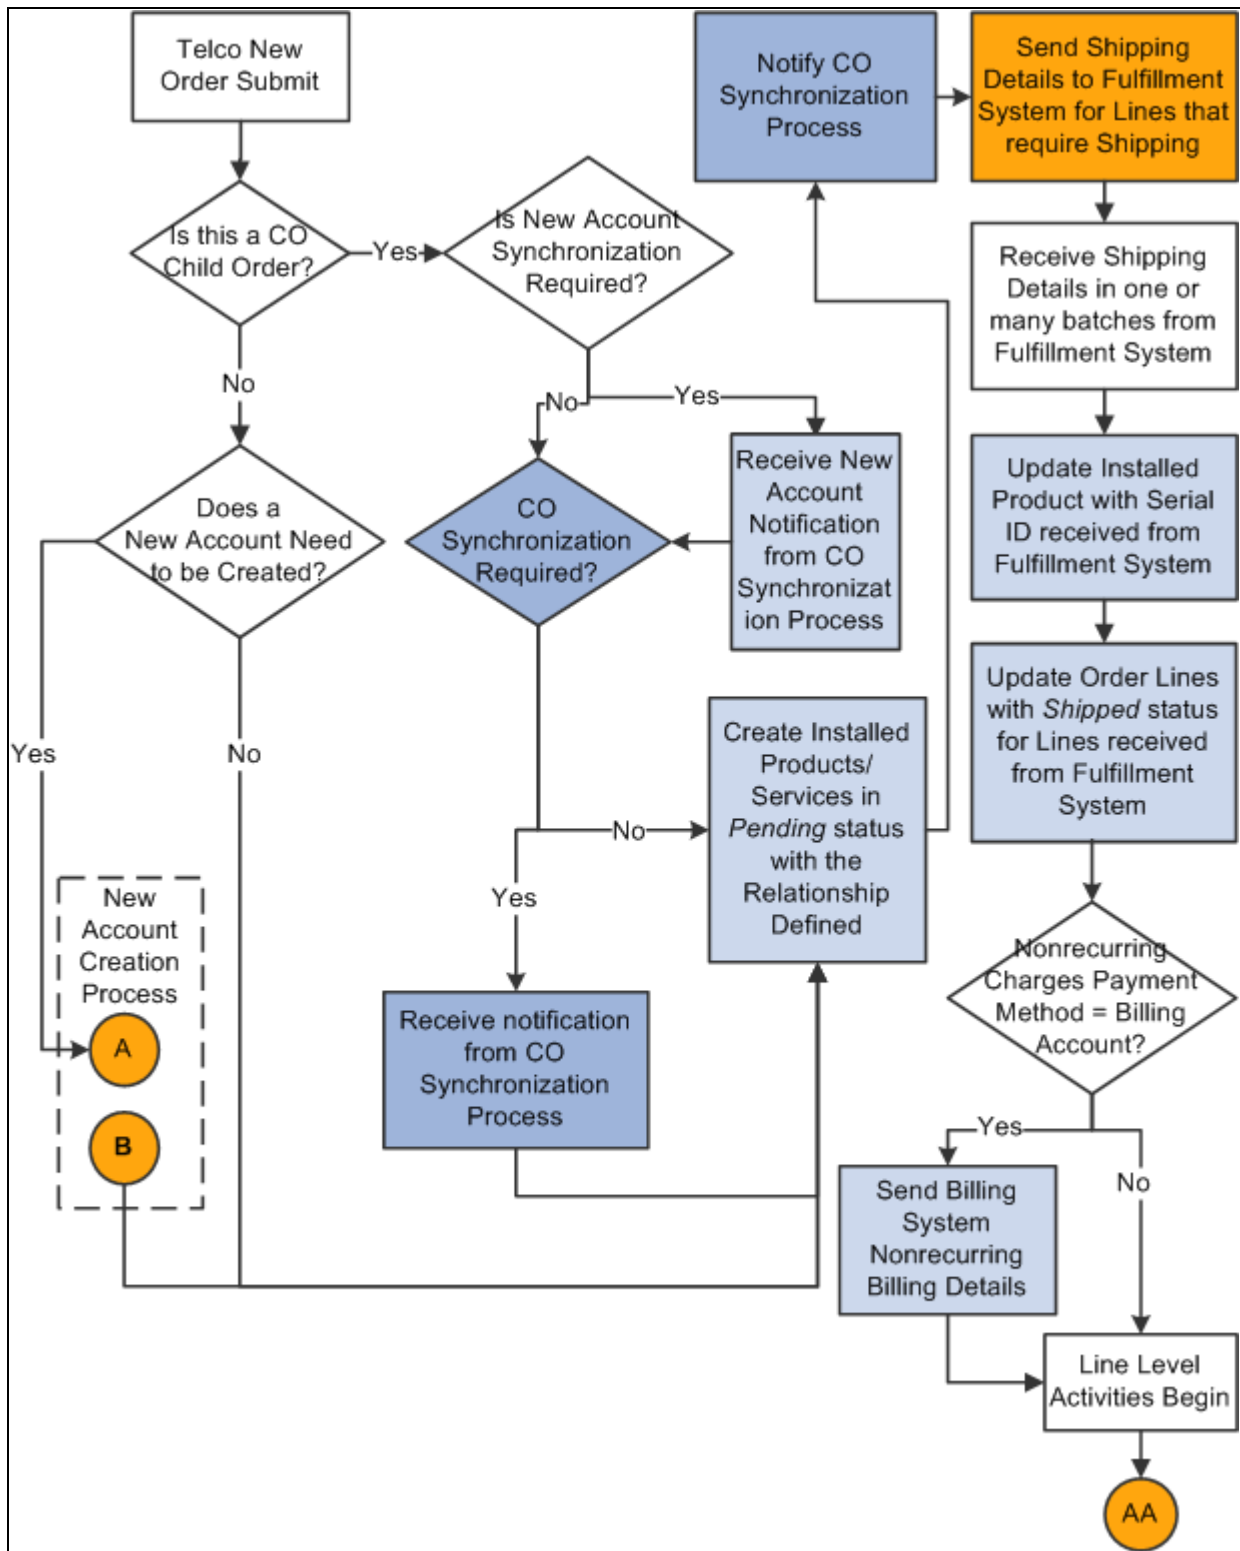 Telco New
Order Submit
Is this a CO
Child Order?
Yes
Is New Account
Synchronization
Required?
No
Does a
New Account Need
to be Created?
Yes
No
New
Account
Creation
Process
A
B
No
Yes
Receive New
Account
Notification
from CO
Synchronizat
ion Process
CO
Synchronization
Required?
No
Yes
Receive notification
from CO
Synchronization
Process
Create Installed
Products/
Services in
Pending status
with the
Relationship
Defined
Notify CO
Synchronization
Process
Send Shipping
Details to Fulfillment
System for Lines that
require Shipping
Receive Shipping
Details in one or
many batches from
Fulfillment System
Update Installed
Product with Serial
ID received from
Fulfillment System
Update Order Lines
with Shipped status
for Lines received
from Fulfillment
System
Nonrecurring
Charges Payment
Method = Billing
Account?
Yes
No
Send Billing
System
Nonrecurring
Billing Details
Line Level
Activities Begin
AA